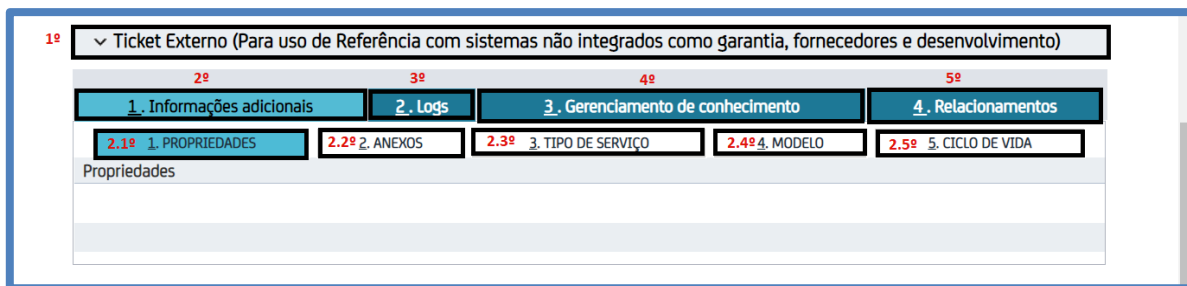 1º Ticket Externo (Para uso de Referência com sistemas não integrados como garantia, fornecedores e desenvolvimento)
2º 3º 4º 5º
1. Informações adicionais 2. Logs 3. Gerenciamento de conhecimento 4. Relacionamentos
2.1º 1. PROPRIEDADES 2.2º 2. ANEXOS 2.3º 3. TIPO DE SERVIÇO 2.4º 4. MODELO 2.5º 5. CICLO DE VIDA
Propriedades